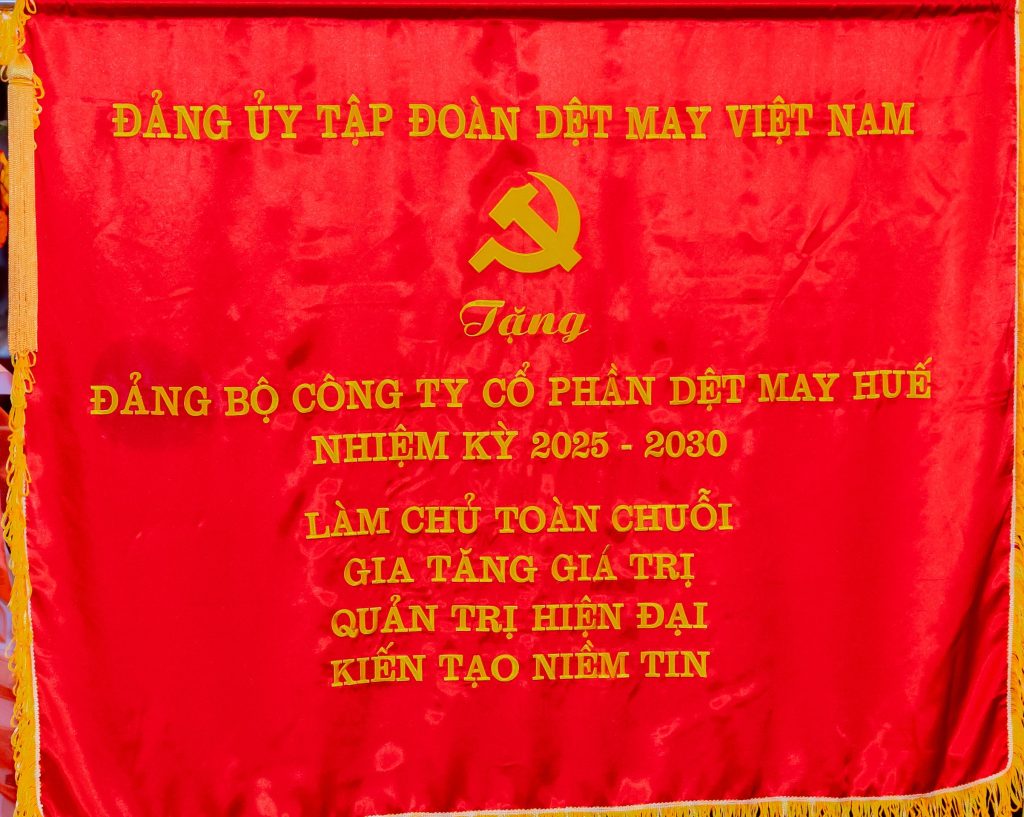 ĐẢNG ỦY TẬP ĐOÀN DỆT MAY VIỆT NAM
Tặng
ĐẢNG BỘ CÔNG TY CỔ PHẦN DỆT MAY HUẾ
NHIỆM KỲ 2025 - 2030
LÀM CHỦ TOÀN CHUỖI
GIA TĂNG GIÁ TRỊ
QUẢN TRỊ HIỆN ĐẠI
KIẾN TẠO NIỀM TIN